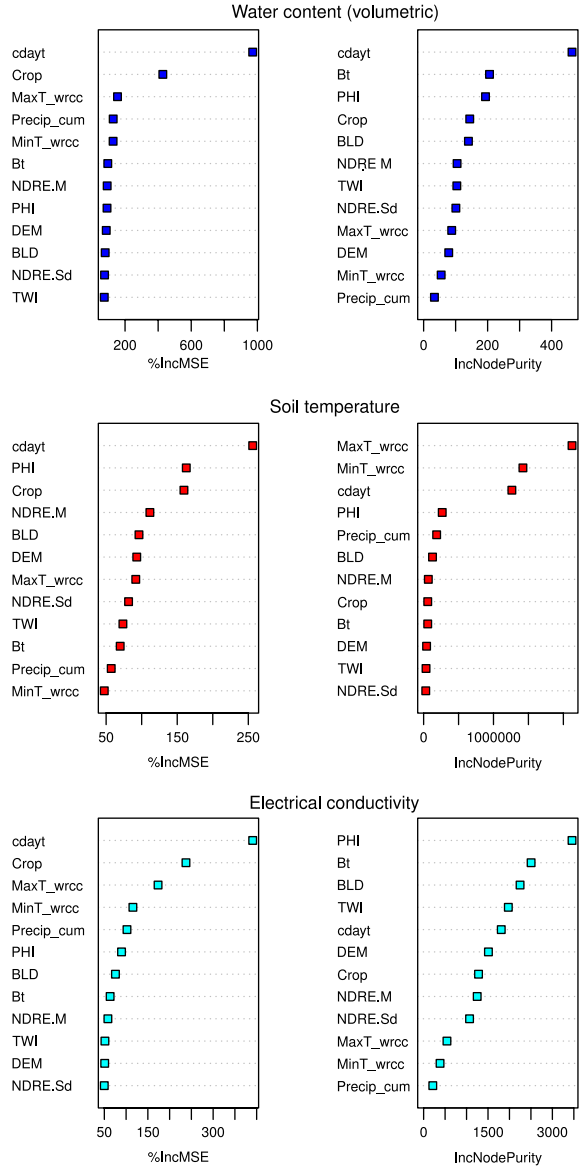 Water content (volumetric)
cdayt
Crop
MaxT_wrcc
Precip_cum
MinT_wrcc
Bt
NDRE.M
PHI
DEM
BLD
NDRE.Sd
TWI
200 600 1000
%IncMSE
cdayt
Bt
PHI
Crop
BLD
NDRE M
TWI
NDRE.Sd
MaxT_wrcc
DEM
MinT_wrcc
Precip_cum
0 200 400
IncNodePurity
Soil temperature
cdayt
PHI
Crop
NDRE.M
BLD
DEM
MaxT_wrcc
NDRE.Sd
TWI
Bt
Precip_cum
MinT_wrcc
50 150 250
%IncMSE
MaxT_wrcc
MinT_wrcc
cdayt
PHI
Precip_cum
BLD
NDRE.M
Crop
Bt
DEM
TWI
NDRE.Sd
0 1000000
IncNodePurity
Electrical conductivity
cdayt
Crop
MaxT_wrcc
MinT_wrcc
Precip_cum
PHI
BLD
Bt
NDRE.M
TWI
DEM
NDRE.Sd
50 150 300
%IncMSE
PHI
Bt
BLD
TWI
cdayt
DEM
Crop
NDRE.M
NDRE.Sd
MaxT_wrcc
MinT_wrcc
Precip_cum
0 1500 3000
IncNodePurity